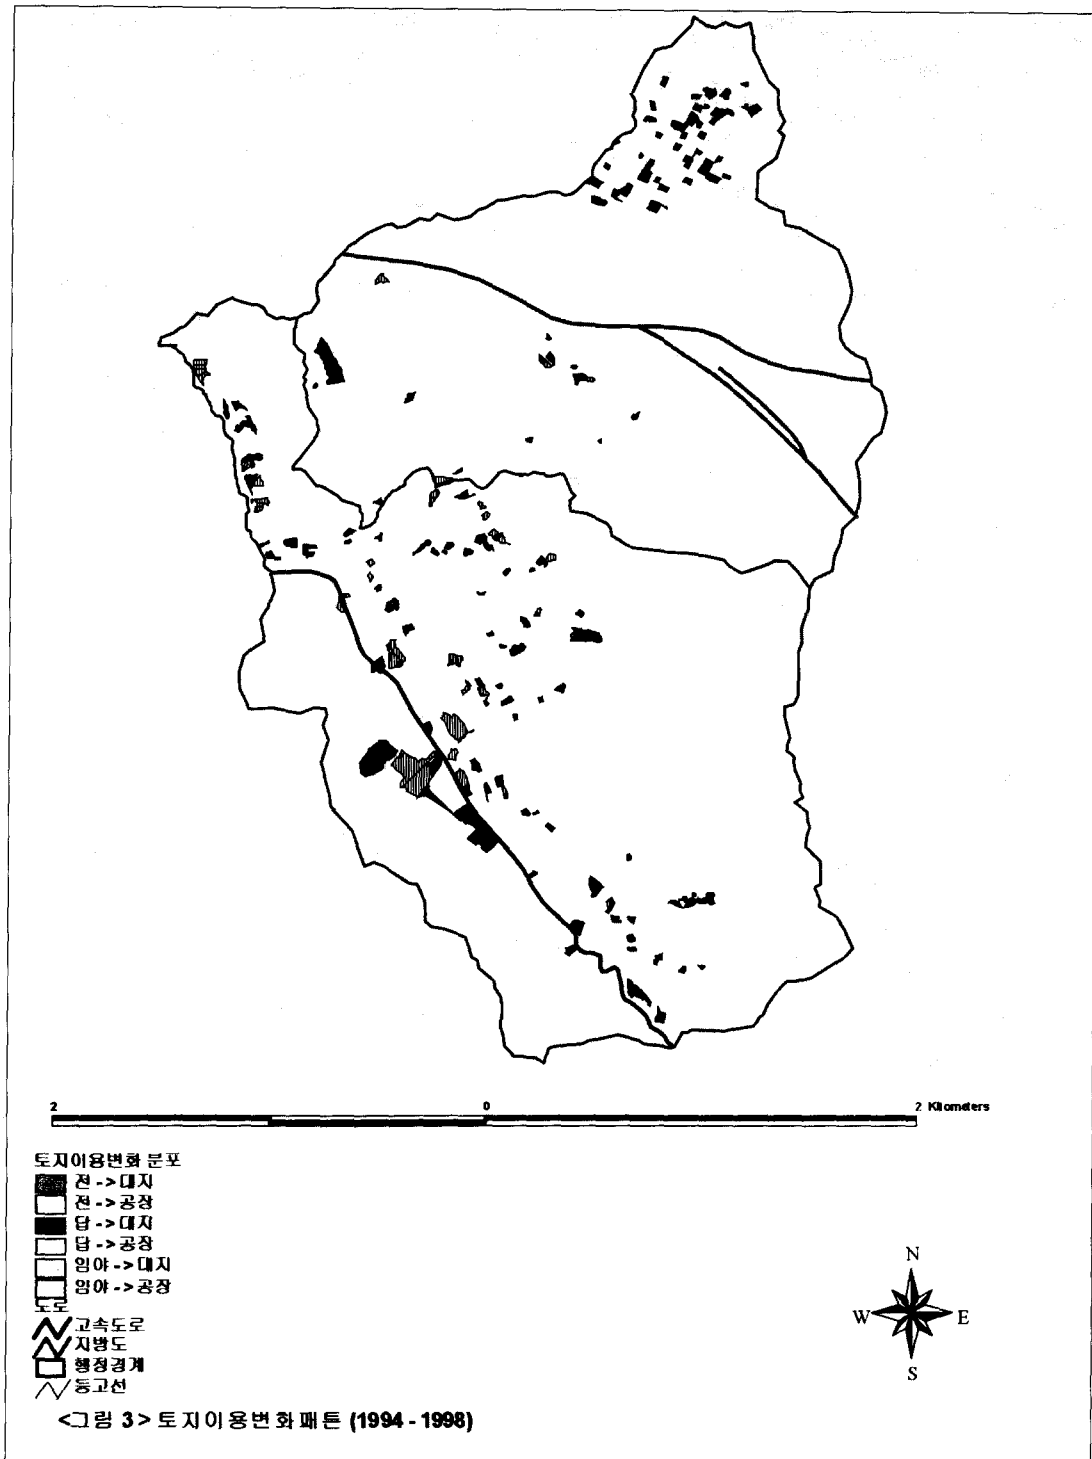 2 0 2 Kilometers
토지이용변화 분포
전 -> 대지
전 -> 공장
답 -> 대지
답 -> 공장
임야 -> 대지
임야 -> 공장
도로
고속도로
지방도
행정경계
등고선
N
W E
S
<그림 3> 토지이용변화패튼 (1994 - 1998)